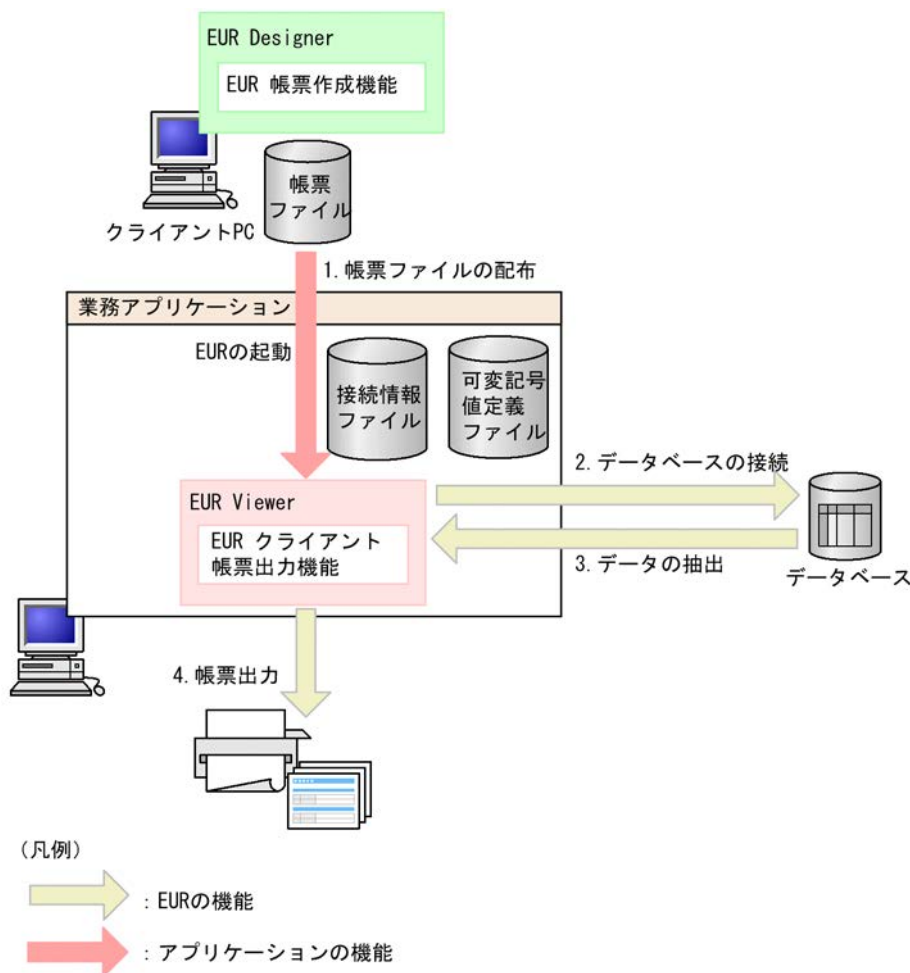 EUR Designer
EUR 帳票作成機能
帳票
ファイル
クライアントPC
1.帳票ファイルの配布
業務アプリケーション
EURの起動
接続情報
ファイル
可変記号
値定義
ファイル
2.データベースの接続
EUR Viewer
EUR クライアント
帳票出力機能
3.データの抽出
データベース
4.帳票出力
(凡例)
: EURの機能
: アプリケーションの機能